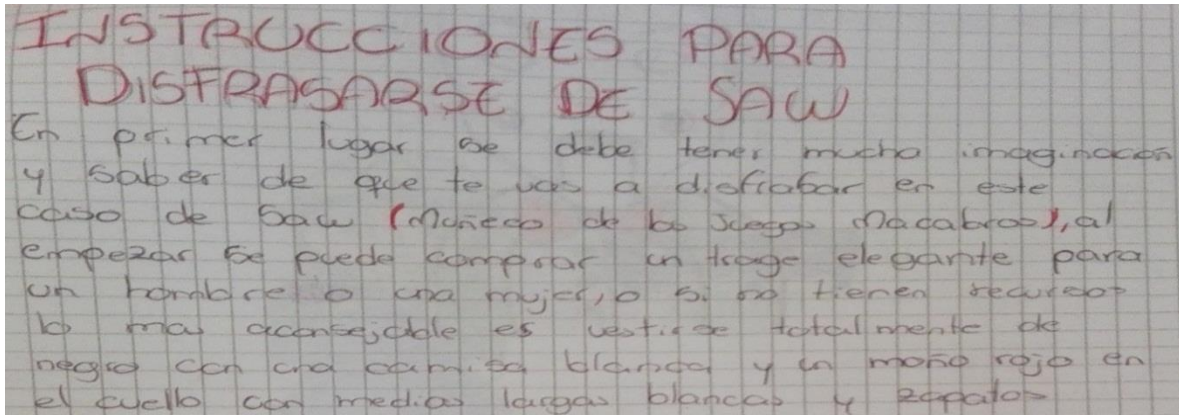 INSTRUCCIONES PARA
DISFRASARSE DE SAW
En primer lugar se debe tener mucha imaginacion
y saber de que te vas a disfrasar en este
caso de Saw (Muñeco de los Juegos Macabros), al
empezar se puede comprar un trage elegante para
un hombre o una mujer, o si no tienen recursos
lo mas aconsejable es vestirse totalmente de
negro con una camisa blanca y un moño rojo en
el cuello con medias largas blancas y zapatos